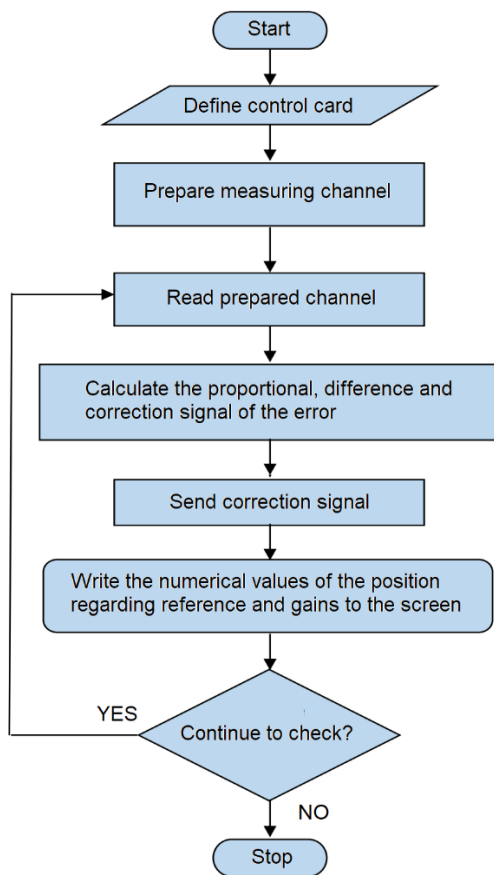 Start
Define control card
Prepare measuring channel
Read prepared channel
Calculate the proportional, difference and
correction signal of the error
Send correction signal
Write the numerical values of the position
regarding reference and gains to the screen
YES
Continue to check?
NO
Stop